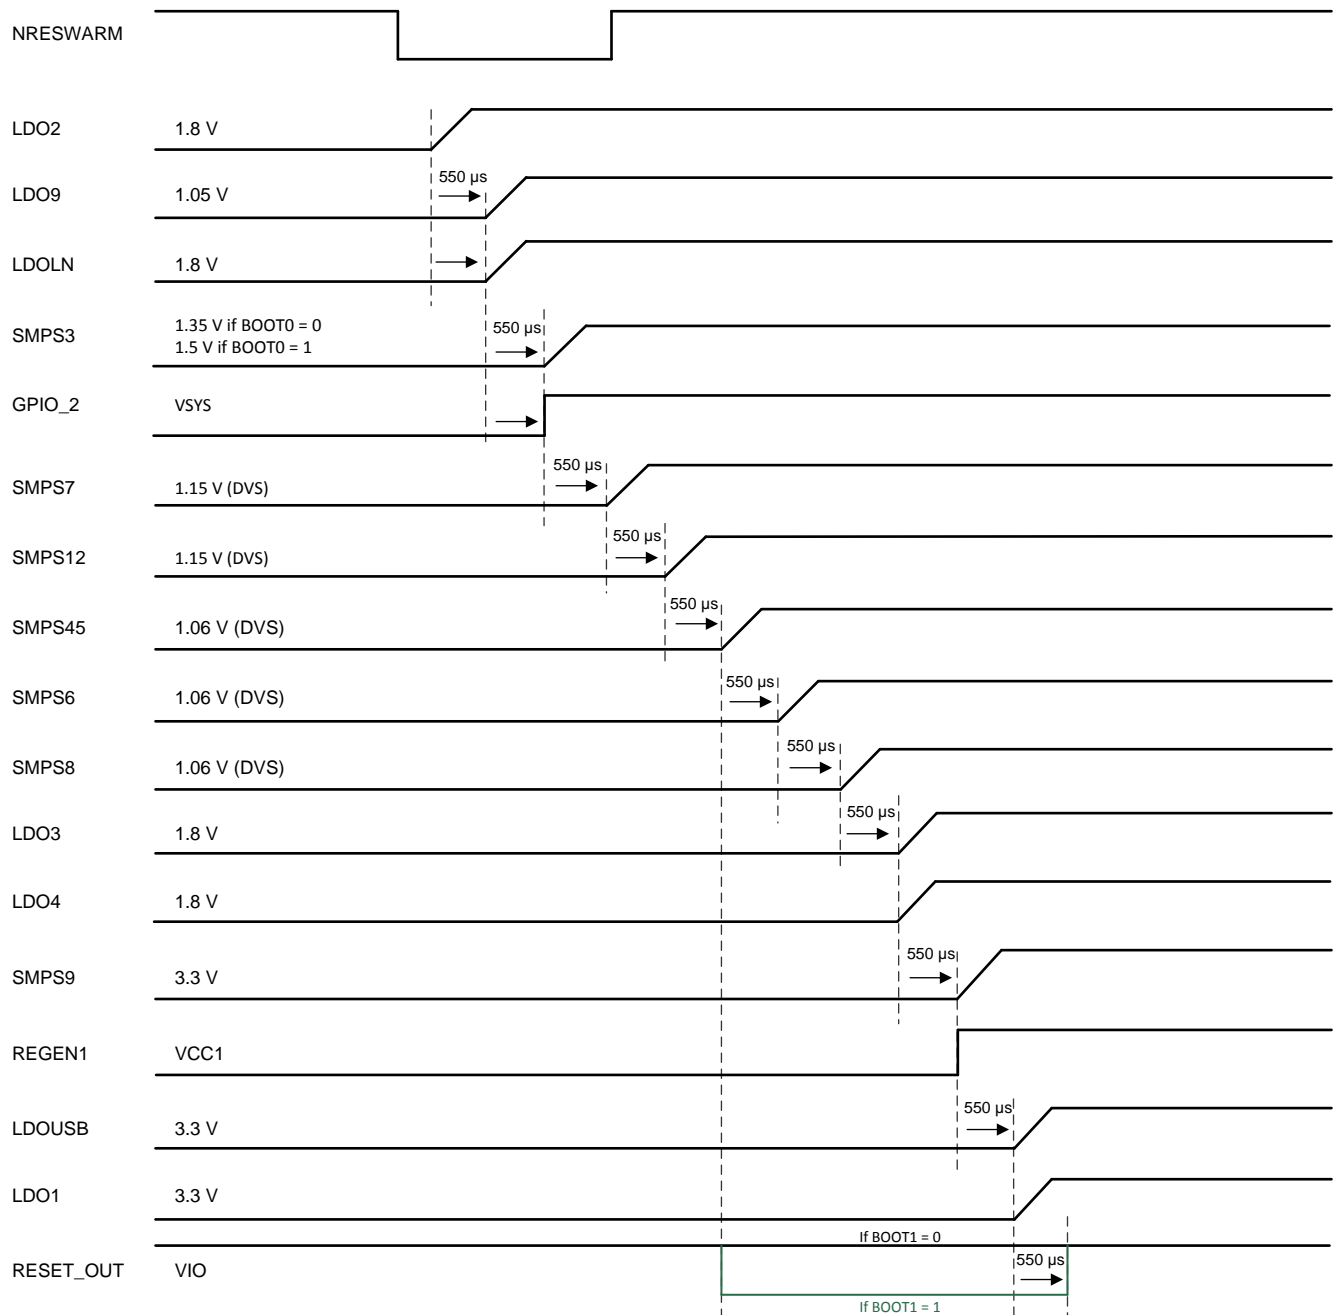 NRESWARM
LDO2 1.8 V
550 µs
LDO9 1.05 V
LDOLN 1.8 V
1.35 V if BOOT0 = 0
550 µs
SMPS3
1.5 V if BOOT0 = 1
GPIO_2 VSYS
550 µs
SMPS7 1.15 V (DVS)
550 µs
SMPS12 1.15 V (DVS)
550 µs
SMPS45 1.06 V (DVS)
550 µs
SMPS6 1.06 V (DVS)
550 µs
SMPS8 1.06 V (DVS)
550 µs
LDO3 1.8 V
LDO4 1.8 V
550 µs
SMPS9 3.3 V
REGEN1 VCC1
550 µs
LDOUSB 3.3 V
LDO1 3.3 V
If BOOT1 = 0
550 µs
RESET_OUT VIO
If BOOT1 = 1